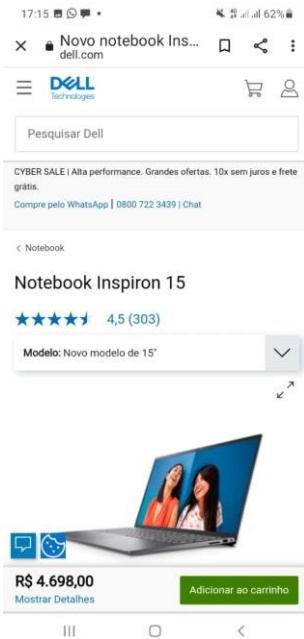 17:15
62%
Novo notebook Ins...
dell.com
DELL
Technologies
Pesquisar Dell
CYBER SALE | Alta performance. Grandes ofertas. 10x sem juros e frete
grátis.
Compre pelo WhatsApp | 0800 722 3439 | Chat
< Notebook
Notebook Inspiron 15
4,5 (303)
Modelo: Novo modelo de 15"
R$ 4.698,00
Mostrar Detalhes
Adicionar ao carrinho